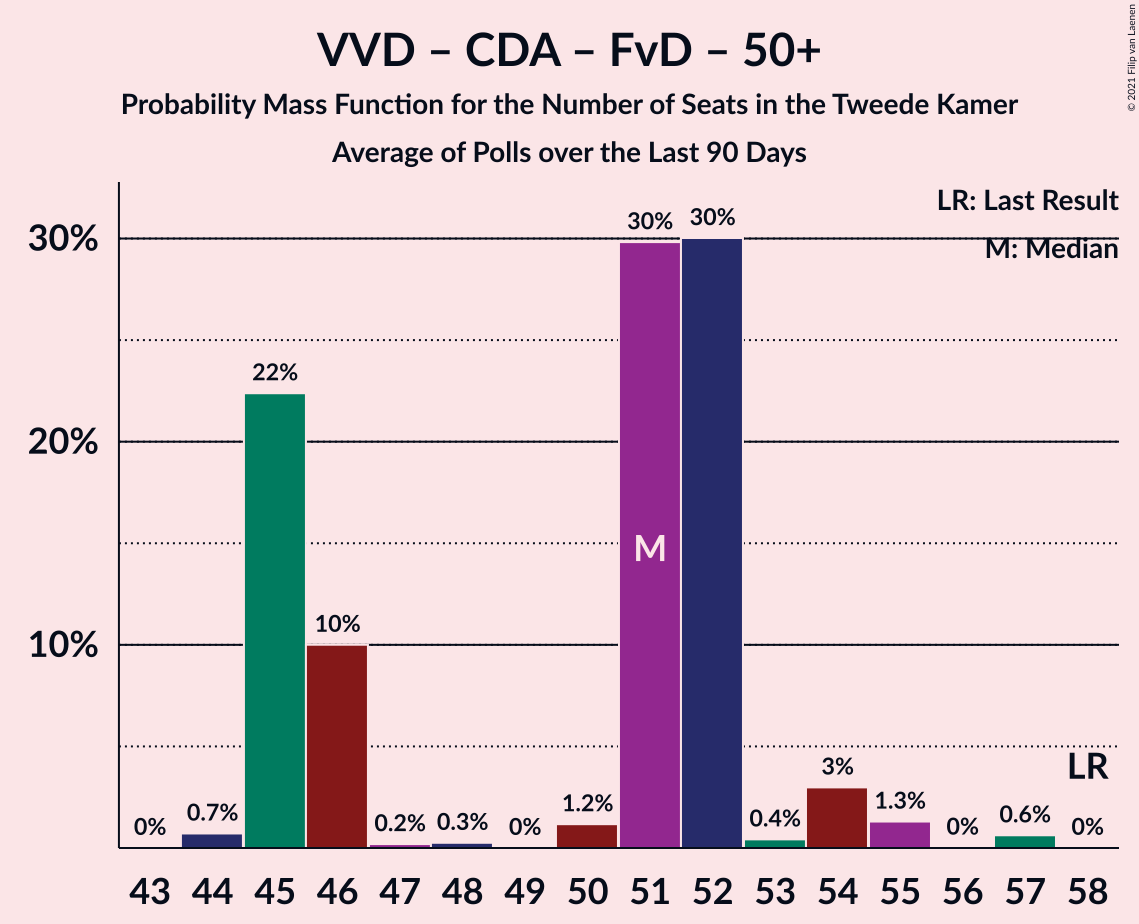 VVD – CDA – FvD – 50+
Probability Mass Function for the Number of Seats in the Tweede Kamer
Average of Polls over the Last 90 Days
© 2021 Filip van Laenen
LR: Last Result
M: Median
30%
20%
10%
0%
0.7%
22%
10%
0.2%
0.3%
0%
1.2%
30%
30%
0.4%
3%
1.3%
0%
0.6%
0%
M
LR
43 44 45 46 47 48 49 50 51 52 53 54 55 56 57 58